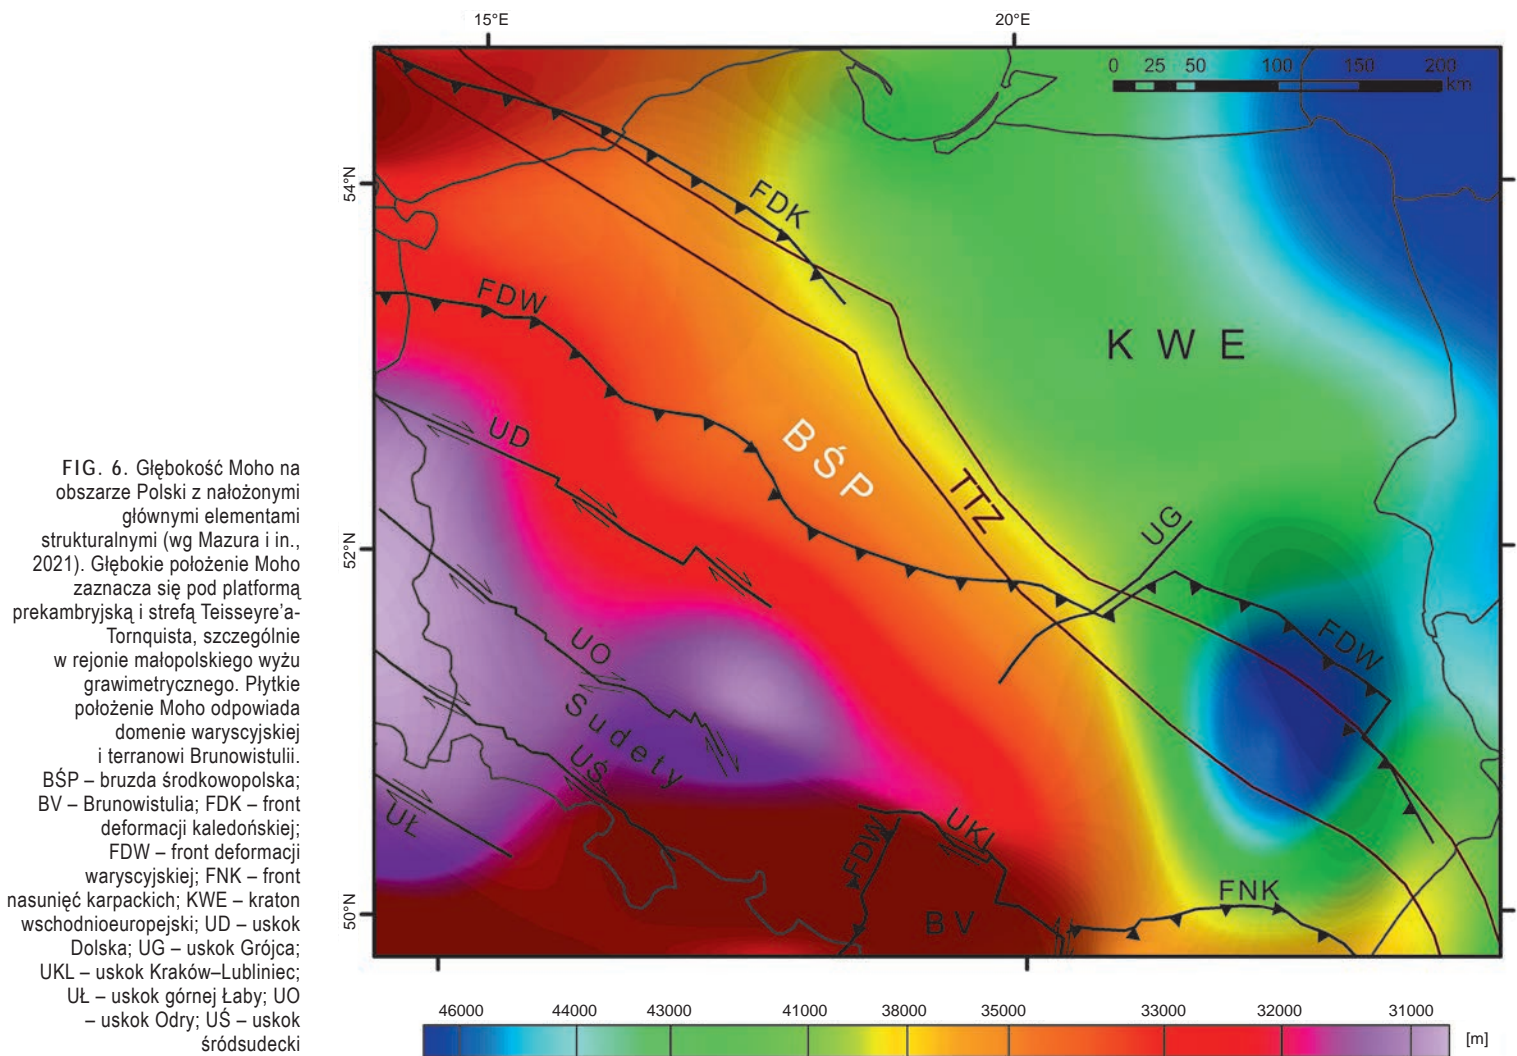 15°E 20°E
0 25 50 100 150 200
km
54°N
52°N
50°N
FDK
FDW
KWE
UD
BŚP
TTZ
UG
FDW
UO
Sudety
UŚ
UŁ
FDW
UKL
BV
FNK
FIG. 6. Głębokość Moho na
obszarze Polski z nałożonymi
głównymi elementami
strukturalnymi (wg Mazura i in.,
2021). Głębokie położenie Moho
zaznacza się pod platformą
prekambryjską i strefą Teisseyre’a-
Tornquista, szczególnie
w rejonie małopolskiego wyżu
grawimetrycznego. Płytkie
położenie Moho odpowiada
domenie waryscyjskiej
i terranowi Brunowistulii.
BŚP – bruzda środkowopolska;
BV – Brunowistulia; FDK – front
deformacji kaledońskiej;
FDW – front deformacji
waryscyjskiej; FNK – front
nasunięć karpackich; KWE – kraton
wschodnioeuropejski; UD – uskok
Dolska; UG – uskok Grójca;
UKL – uskok Kraków–Lubliniec;
UŁ – uskok górnej Łaby; UO
– uskok Odry; UŚ – uskok
śródsudecki
46000 44000 43000 41000 38000 35000 33000 32000 31000 [m]